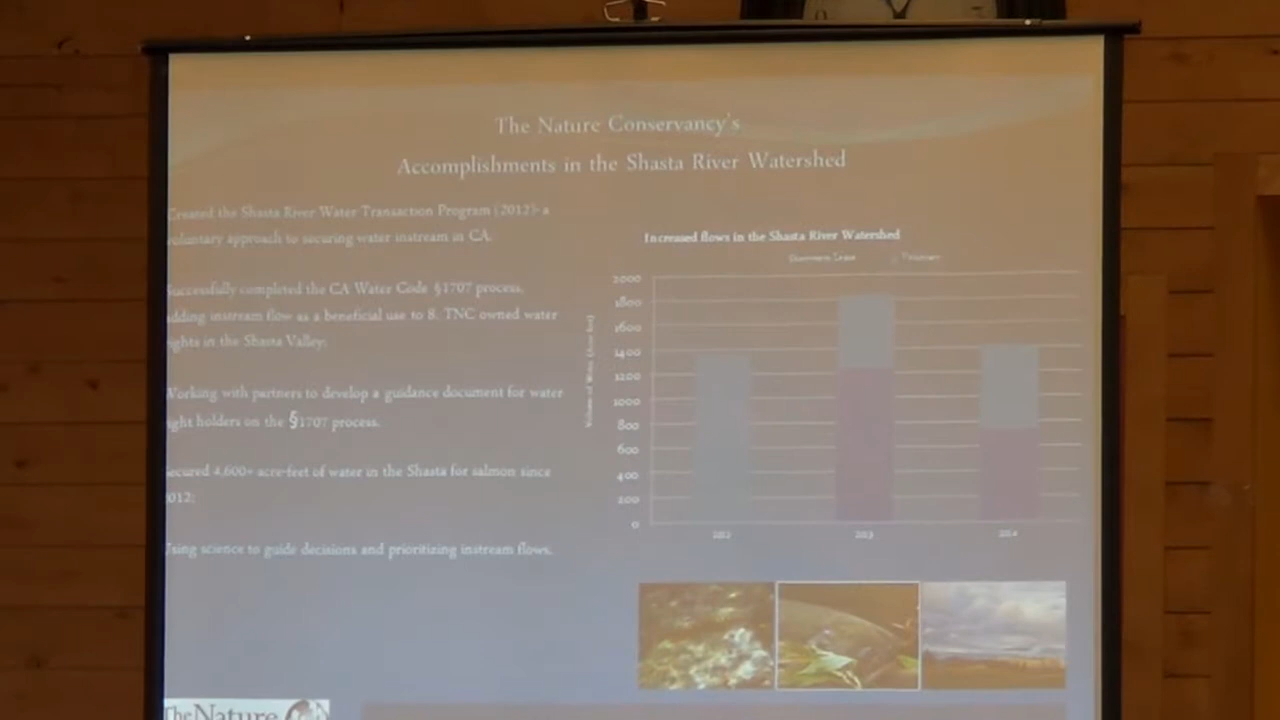 The Nature Conservancy's
Accomplishments in the Shasta River Watershed
Created the Shasta River Water Transaction Program (2012)- a
voluntary approach to securing water instream in CA.
Successfully completed the CA Water Code §1707 process,
adding instream flow as a beneficial use to 8. TNC owned water
ights in the Shasta Valley;
Working with partners to develop a guidance document for water
ight holders on the §1707 process.
Secured 4,600+ acre-feet of water in the Shasta for salmon since
2012;
Using science to guide decisions and prioritizing instream flows.
Increased flows in the Shasta River Watershed
2000
1800
1600
1400
1200
1000
800
600
400
200
0
2012
2013
2014
The Nature